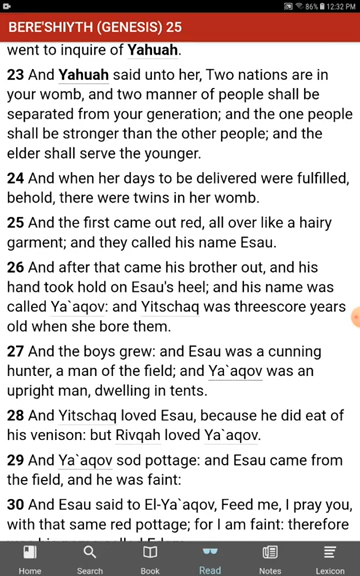 86% 12:32 PM
BERE'SHIYTH (GENESIS) 25
went to inquire of Yahuah.
23 And Yahuah said unto her, Two nations are in
your womb, and two manner of people shall be
separated from your generation; and the one people
shall be stronger than the other people; and the
elder shall serve the younger.
24 And when her days to be delivered were fulfilled,
behold, there were twins in her womb.
25 And the first came out red, all over like a hairy
garment; and they called his name Esau.
26 And after that came his brother out, and his
hand took hold on Esau's heel; and his name was
called Ya`aqov: and Yitschaq was threescore years
old when she bore them.
27 And the boys grew: and Esau was a cunning
hunter, a man of the field; and Ya`aqov was an
upright man, dwelling in tents.
28 And Yitschaq loved Esau, because he did eat of
his venison: but Rivqah loved Ya`aqov.
29 And Ya`aqov sod pottage: and Esau came from
the field, and he was faint:
30 And Esau said to El-Ya`aqov, Feed me, I pray you,
with that same red pottage; for I am faint: therefore
Home Search Book Read Notes Lexicon